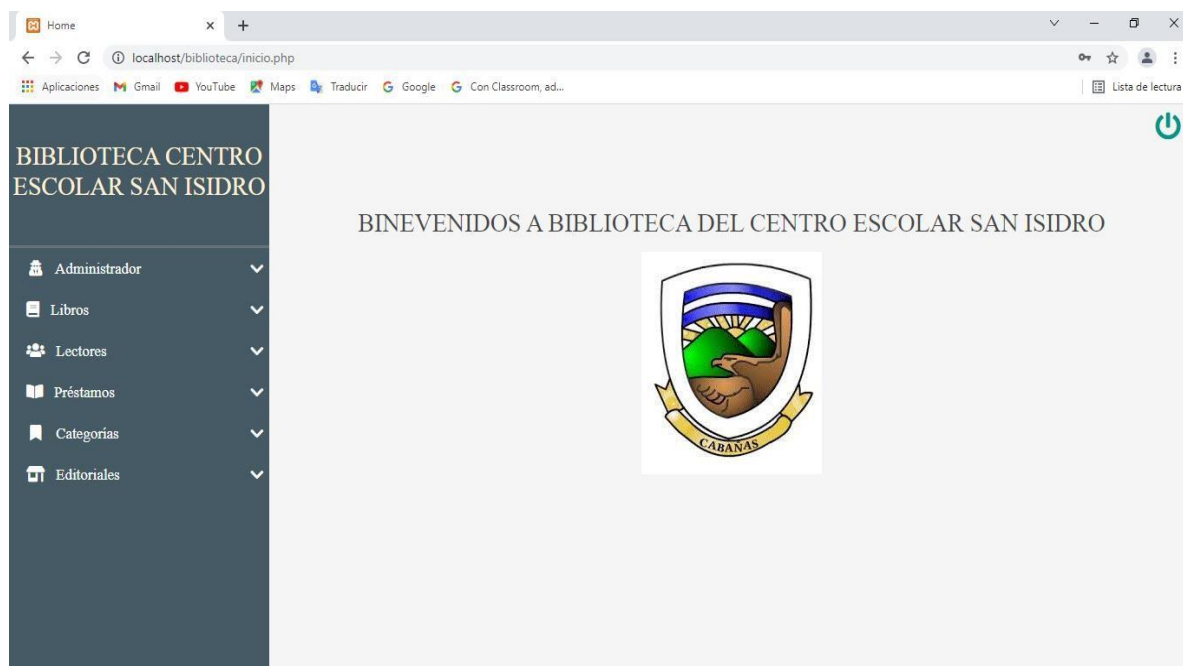 Home
localhost/biblioteca/inicio.php
Aplicaciones Gmail YouTube Maps Traducir Google Con Classroom, ad... Lista de lectura
BIBLIOTECA CENTRO
ESCOLAR SAN ISIDRO
BINEVENIDOS A BIBLIOTECA DEL CENTRO ESCOLAR SAN ISIDRO
CABAÑAS
Administrador
Libros
Lectores
Préstamos
Categorías
Editoriales